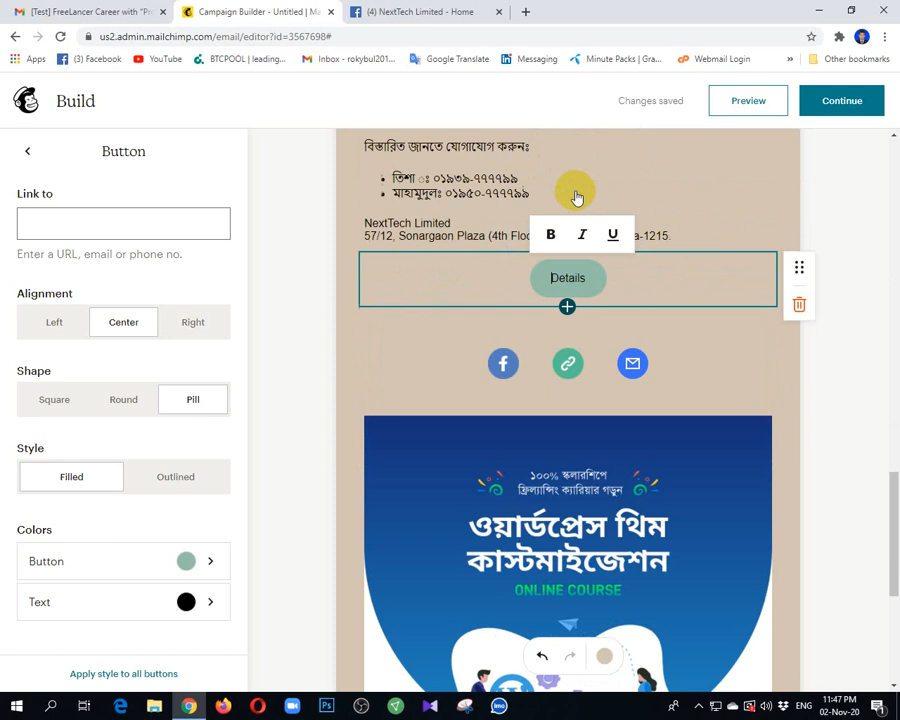 [Test] FreeLancer Career with "Pr
Campaign Builder - Untitled | Ma
(4) NextTech Limited - Home
us2.admin.mailchimp.com/email/editor?id=3567698#
Apps
(3) Facebook
YouTube
BTCPOOL | leading...
Inbox - rokybul201...
Google Translate
Messaging
Minute Packs | Gra...
Webmail Login
Other bookmarks
Build
Changes saved
Preview
Continue
Button
Link to
Enter a URL, email or phone no.
Alignment
Left
Center
Right
Shape
Square
Round
Pill
Style
Filled
Outlined
Colors
Button
Text
Apply style to all buttons
বিস্তারিত জানতে যোগাযোগ করুনঃ
তিশা ঃ ০১৯৩৯-৭৭৭৭৯৯
মাহামুদুলঃ ০১৯৫০-৭৭৭৭৯৯
NextTech Limited
57/12, Sonargaon Plaza (4th Floo a-1215.
B I U
Details
১০০% স্কলারশিপে
ফ্রিল্যান্সিং ক্যারিয়ার গড়ুন
ওয়ার্ডপ্রেস থিম
কাস্টমাইজেশন
ONLINE COURSE
Ps
imo
ENG
11:47 PM
02-Nov-20